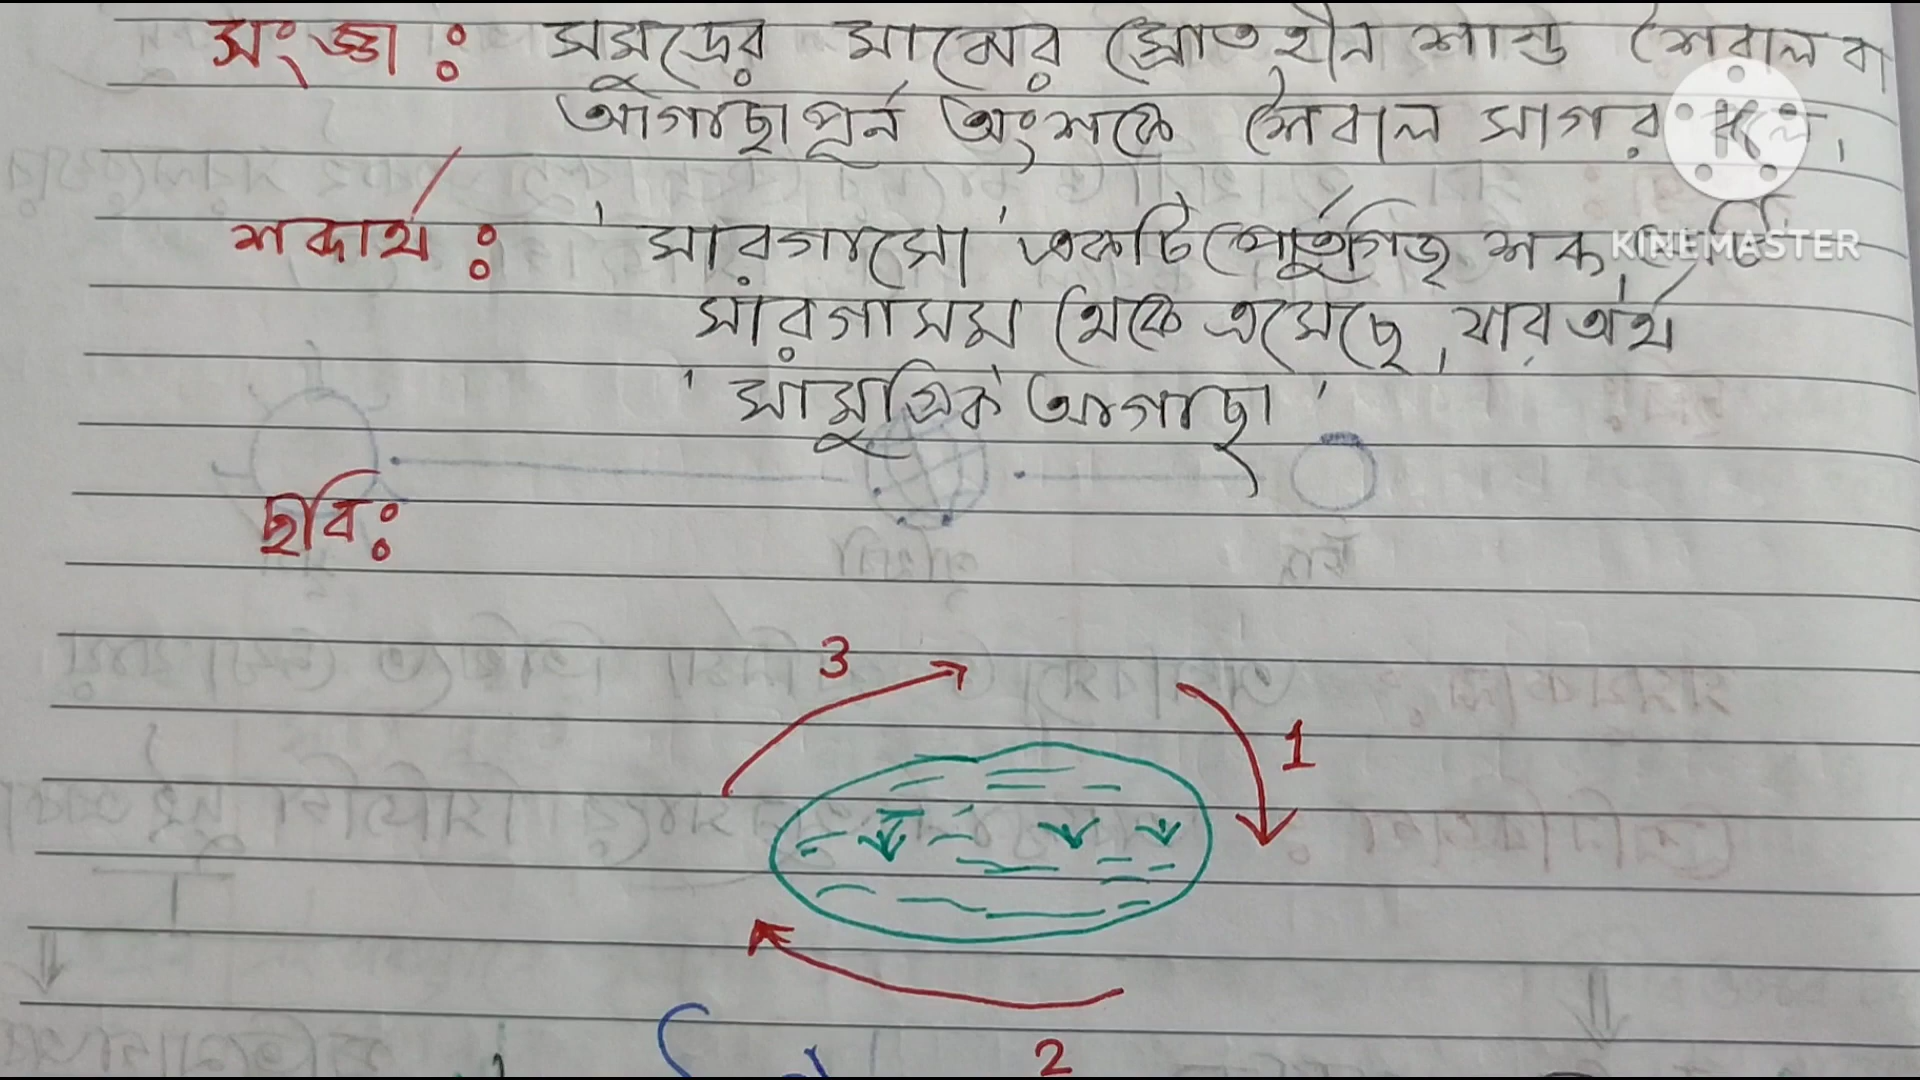 সংজ্ঞা : সমুদ্রের মাঝের স্রোতহীন শান্ত শৈবাল বা
আগাছাপূর্ন অংশকে শৈবাল সাগর বলে,
শব্দার্থ : 'সারগাসো' একটি পোর্তুগিজ শব্দ,
সারগাসম থেকে এসেছে, যার অর্থ
'সামুদ্রিক আগাছা'
ছবি:
3
1
2
KINEMASTER